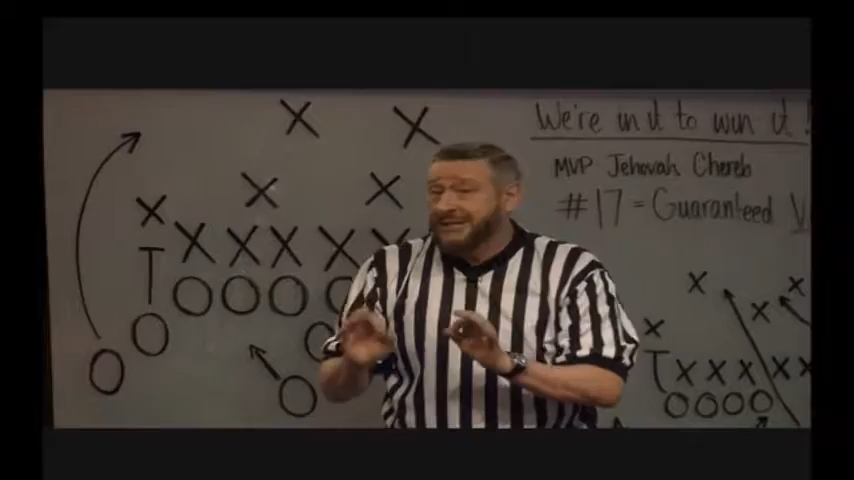 We're in it to win it!
MVP Jehovah Chereb
#17 = Guaranteed